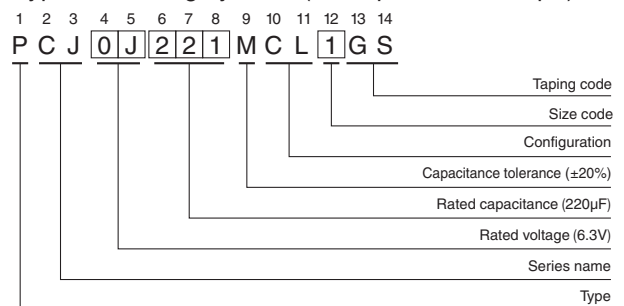 1 2 3 4 5 6 7 8 9 10 11 12 13 14
P C J 0 J 2 2 1 M C L 1 G S
Taping code
Size code
Configuration
Capacitance tolerance (±20%)
Rated capacitance (220µF)
Rated voltage (6.3V)
Series name
Type